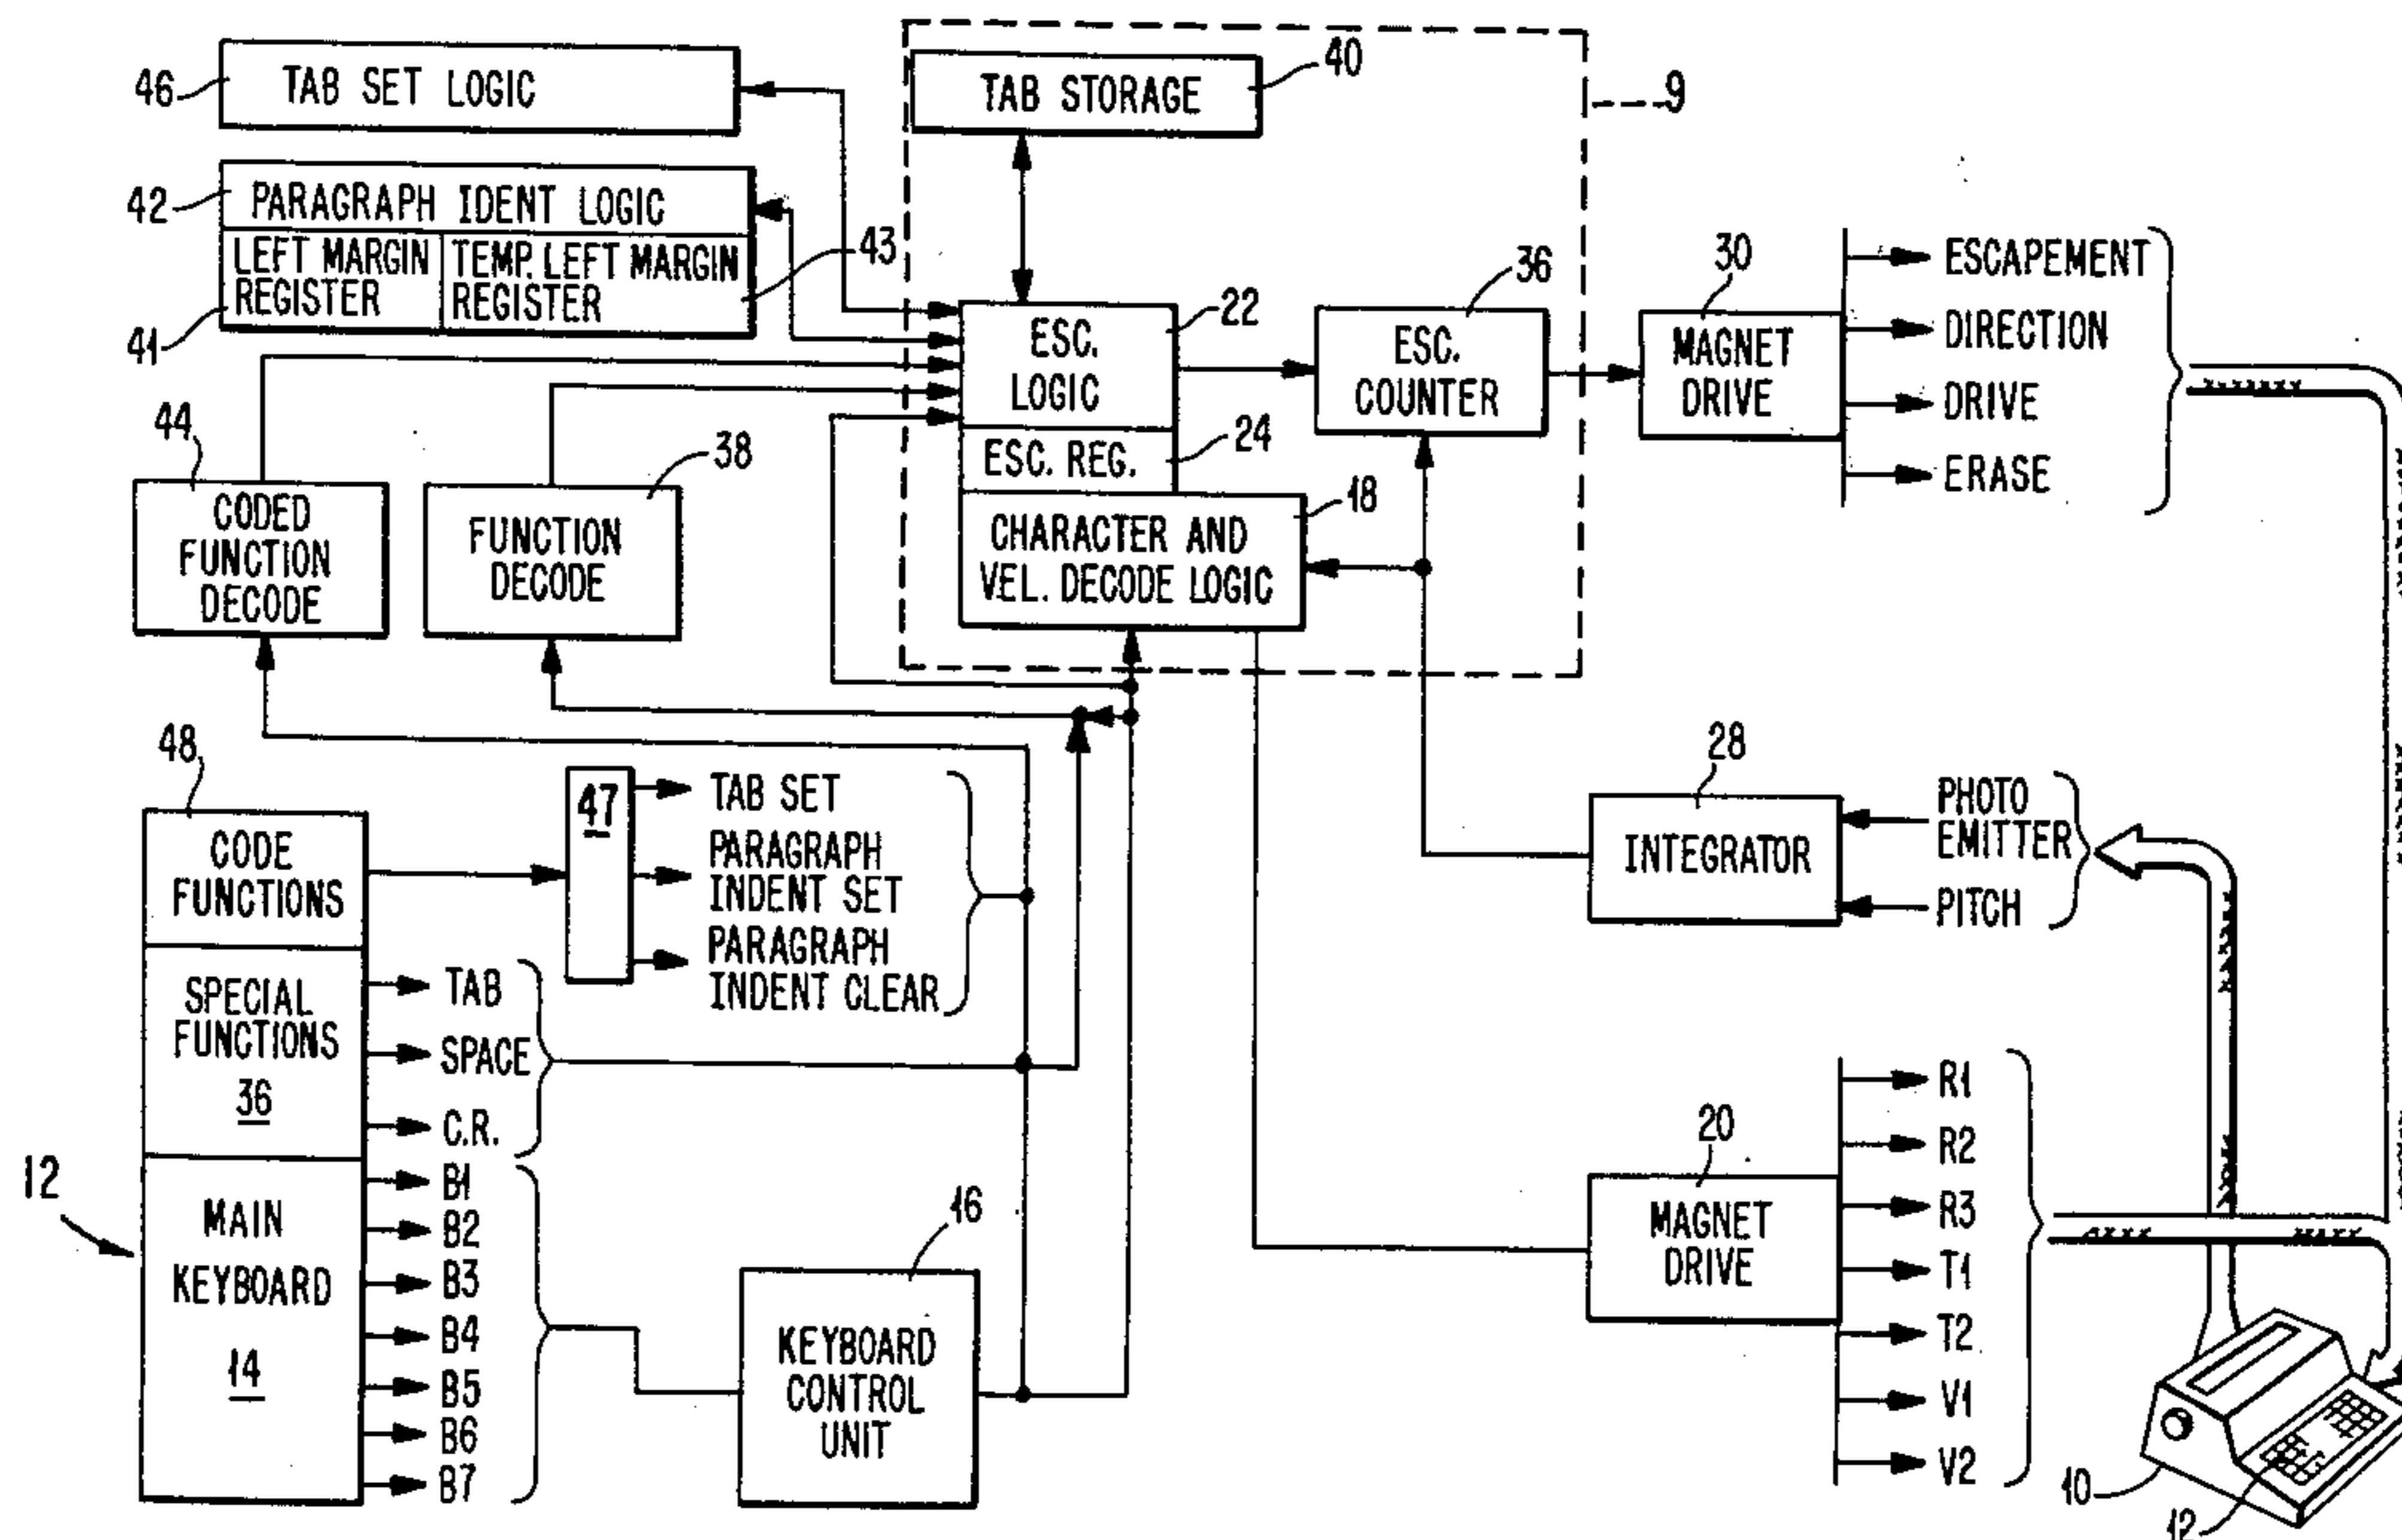 46
TAB SET LOGIC
TAB STORAGE
40
9
42
PARAGRAPH IDENT LOGIC
LEFT MARGIN
REGISTER
TEMP. LEFT MARGIN
REGISTER
43
41
ESC.
LOGIC
22
ESC. REG.
24
CHARACTER AND
VEL. DECODE LOGIC
18
ESC.
COUNTER
36
MAGNET
DRIVE
30
ESCAPEMENT
DIRECTION
DRIVE
ERASE
44
CODED
FUNCTION
DECODE
FUNCTION
DECODE
38
48
CODE
FUNCTIONS
47
TAB SET
PARAGRAPH
INDENT SET
PARAGRAPH
INDENT CLEAR
SPECIAL
FUNCTIONS
36
TAB
SPACE
C.R.
12
MAIN
KEYBOARD
14
B1
B2
B3
B4
B5
B6
B7
KEYBOARD
CONTROL
UNIT
16
28
INTEGRATOR
PHOTO
EMITTER
PITCH
20
MAGNET
DRIVE
R1
R2
R3
T1
T2
V1
V2
10
12